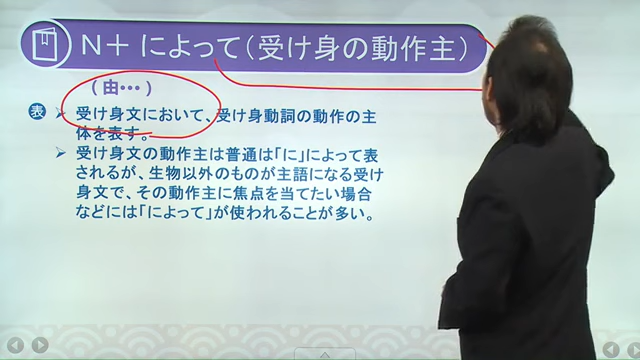 N＋によって(受け身の動作主)
(由…)
表 ➢ 受け身文において、受け身動詞の動作の主
体を表す。
➢ 受け身文の動作主は普通は「に」によって表
されるが、生物以外のものが主語になる受け
身文で、その動作主に焦点を当てたい場合
などには「によって」が使われることが多い。